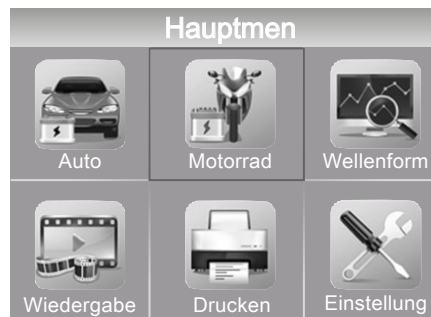 Hauptmen
Auto
Motorrad
Wellenform
Wiedergabe
Drucken
Einstellung